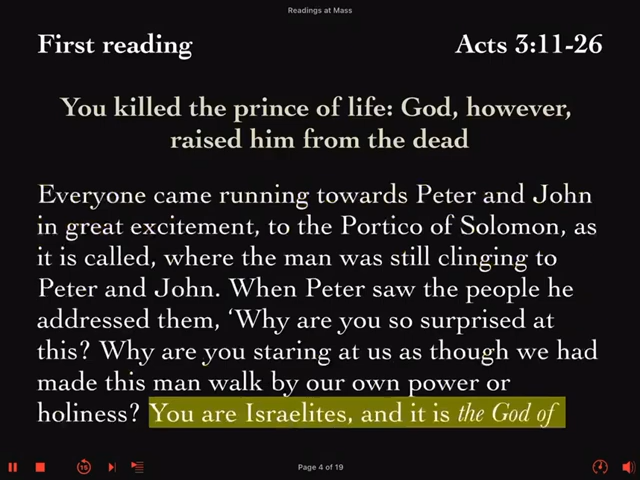 Readings at Mass
First reading Acts 3:11-26
You killed the prince of life: God, however,
raised him from the dead
Everyone came running towards Peter and John
in great excitement, to the Portico of Solomon, as
it is called, where the man was still clinging to
Peter and John. When Peter saw the people he
addressed them, ‘Why are you so surprised at
this? Why are you staring at us as though we had
made this man walk by our own power or
holiness? You are Israelites, and it is the God of
15 Page 4 of 19